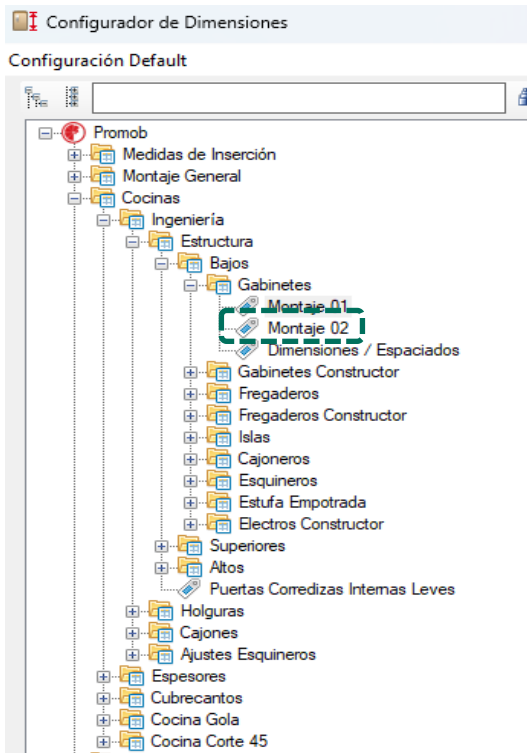 Configurador de Dimensiones
Configuración Default
Promob
Medidas de Inserción
Montaje General
Cocinas
Ingeniería
Estructura
Bajos
Gabinetes
Montaje 01
Montaje 02
Dimensiones / Espaciados
Gabinetes Constructor
Fregaderos
Fregaderos Constructor
Islas
Cajoneros
Esquineros
Estufa Empotrada
Electros Constructor
Superiores
Altos
Puertas Corredizas Internas Leves
Holguras
Cajones
Ajustes Esquineros
Espesores
Cubrecantos
Cocina Gola
Cocina Corte 45